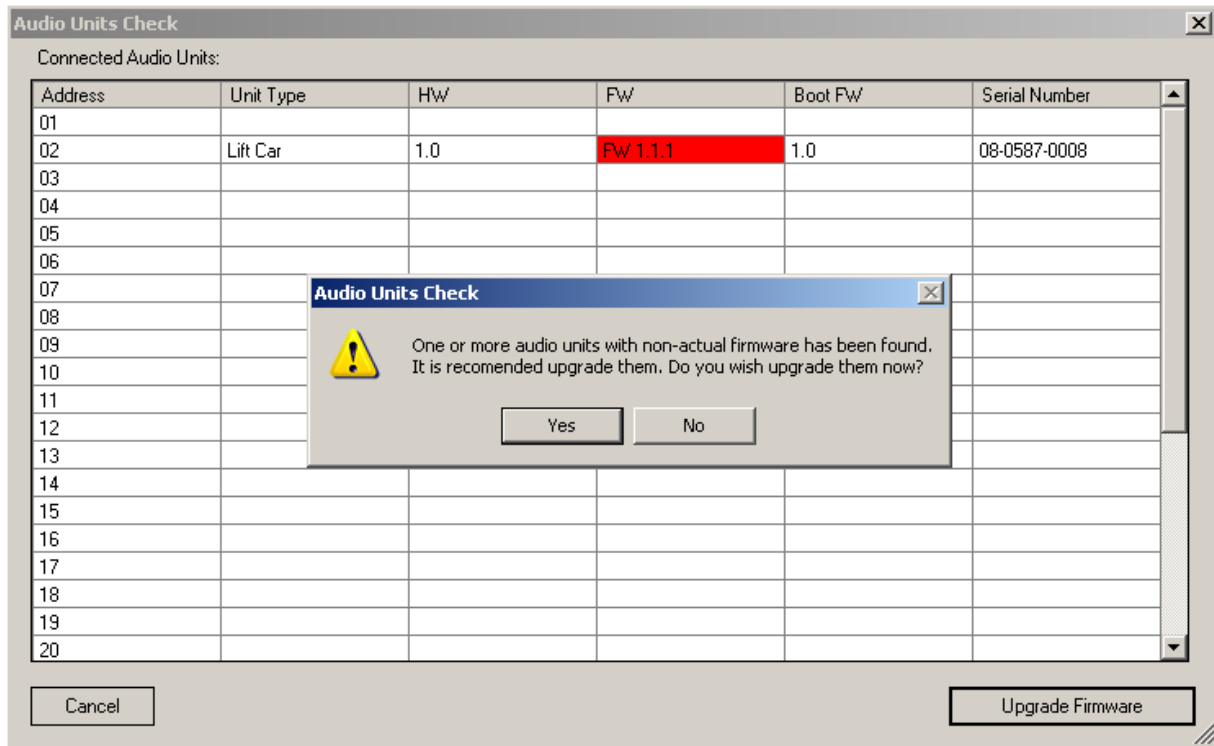 Audio Units Check
Connected Audio Units:
Address Unit Type HW FW Boot FW Serial Number
01
02 Lift Car 1.0 FW 1.1.1 1.0 08-0587-0008
03
04
05
06
07
Audio Units Check
08
09 One or more audio units with non-actual firmware has been found.
10 It is recomended upgrade them. Do you wish upgrade them now?
11
12 Yes No
13
14
15
16
17
18
19
20
Cancel Upgrade Firmware